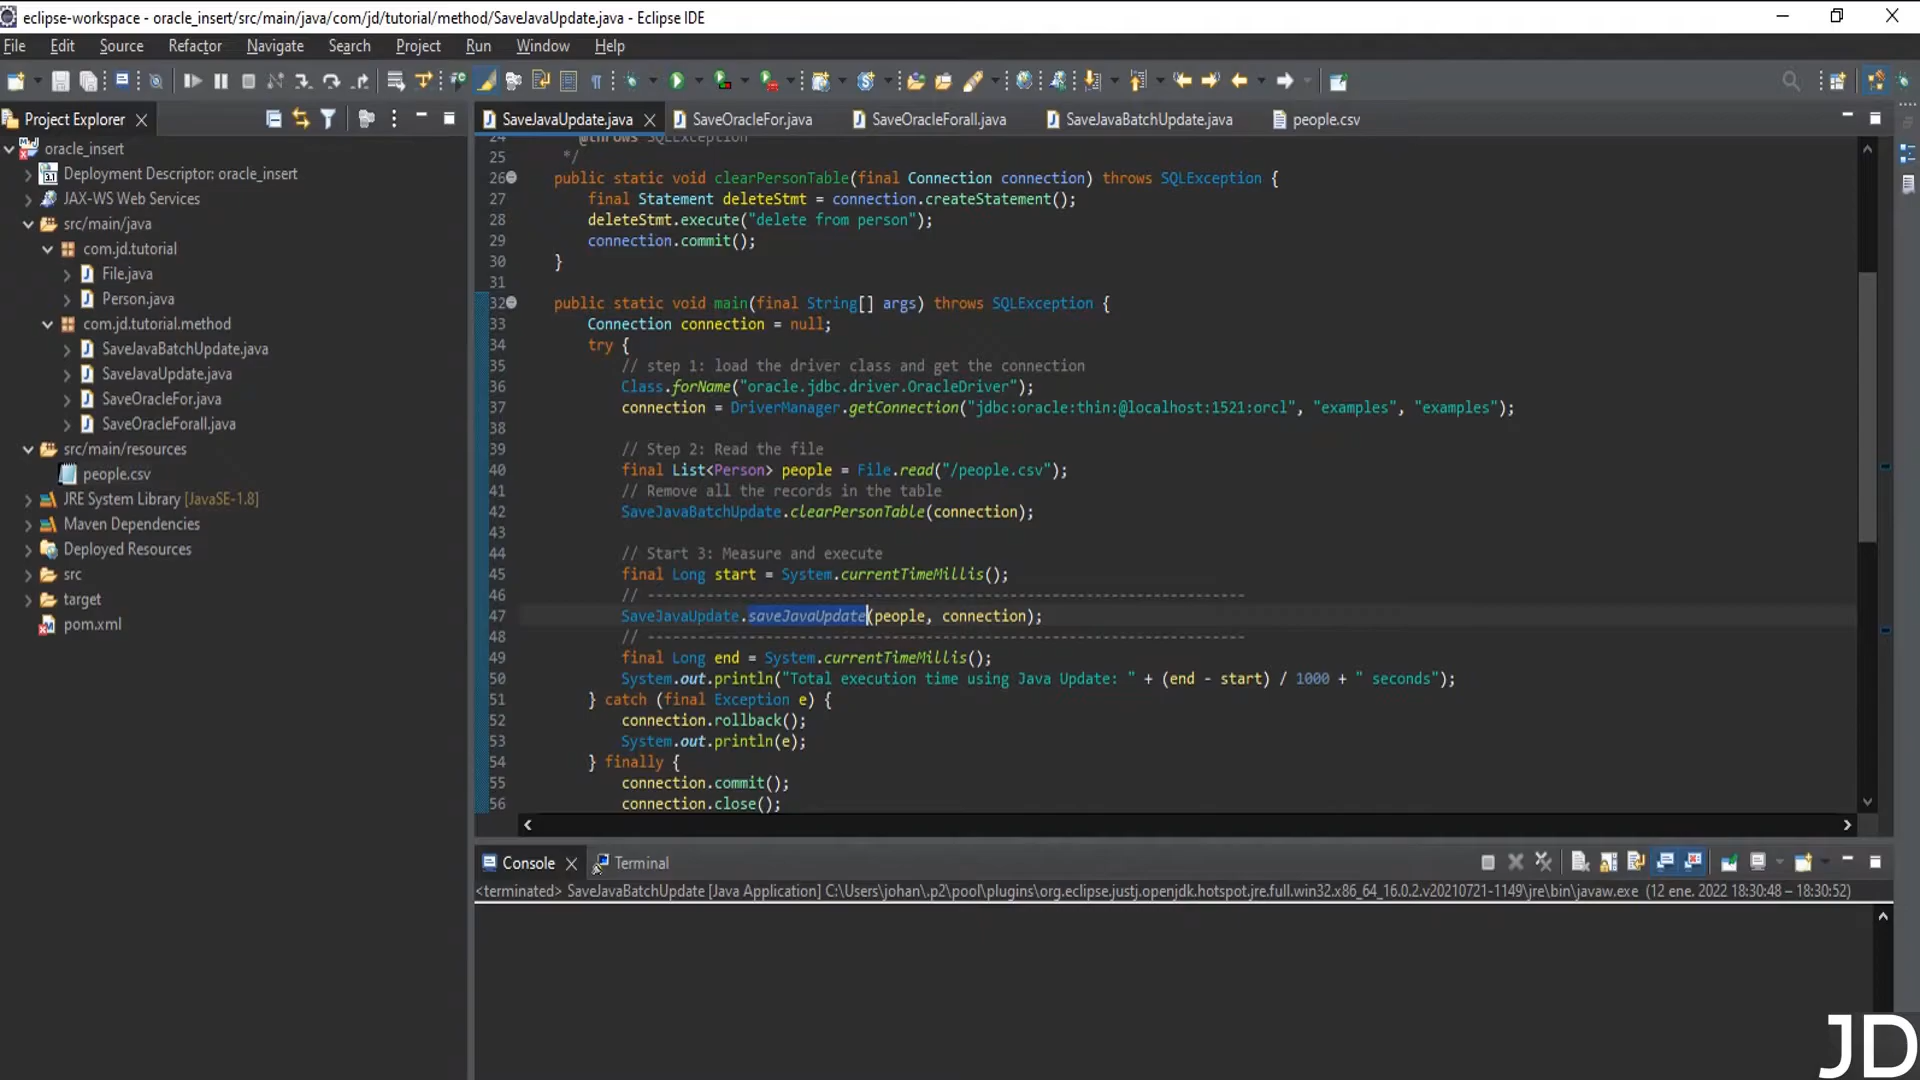 eclipse-workspace - oracle_insert/src/main/java/com/jd/tutorial/method/SaveJavaUpdate.java - Eclipse IDE
File Edit Source Refactor Navigate Search Project Run Window Help
Project Explorer
SaveJavaUpdate.java SaveOracleFor.java SaveOracleForall.java SaveJavaBatchUpdate.java people.csv
oracle_insert
Deployment Descriptor: oracle_insert
JAX-WS Web Services
src/main/java
com.jd.tutorial
File.java
Person.java
com.jd.tutorial.method
SaveJavaBatchUpdate.java
SaveJavaUpdate.java
SaveOracleFor.java
SaveOracleForall.java
src/main/resources
people.csv
JRE System Library [JavaSE-1.8]
Maven Dependencies
Deployed Resources
src
target
pom.xml
24 @throws SQLException
25 */
26 public static void clearPersonTable(final Connection connection) throws SQLException {
27 final Statement deleteStmt = connection.createStatement();
28 deleteStmt.execute("delete from person");
29 connection.commit();
30 }
31
32 public static void main(final String[] args) throws SQLException {
33 Connection connection = null;
34 try {
35 // step 1: load the driver class and get the connection
36 Class.forName("oracle.jdbc.driver.OracleDriver");
37 connection = DriverManager.getConnection("jdbc:oracle:thin:@localhost:1521:orcl", "examples", "examples");
38
39 // Step 2: Read the file
40 final List<Person> people = File.read("/people.csv");
41 // Remove all the records in the table
42 SaveJavaBatchUpdate.clearPersonTable(connection);
43
44 // Start 3: Measure and execute
45 final Long start = System.currentTimeMillis();
46 // -----------------------------------------------------------------------
47 SaveJavaUpdate.saveJavaUpdate(people, connection);
48 // -----------------------------------------------------------------------
49 final Long end = System.currentTimeMillis();
50 System.out.println("Total execution time using Java Update: " + (end - start) / 1000 + " seconds");
51 } catch (final Exception e) {
52 connection.rollback();
53 System.out.println(e);
54 } finally {
55 connection.commit();
56 connection.close();
Console Terminal
<terminated> SaveJavaBatchUpdate [Java Application] C:\Users\johan\.p2\pool\plugins\org.eclipse.justj.openjdk.hotspot.jre.full.win32.x86_64_16.0.2.v20210721-1149\jre\bin\javaw.exe (12 ene. 2022 18:30:48 – 18:30:52)
JD